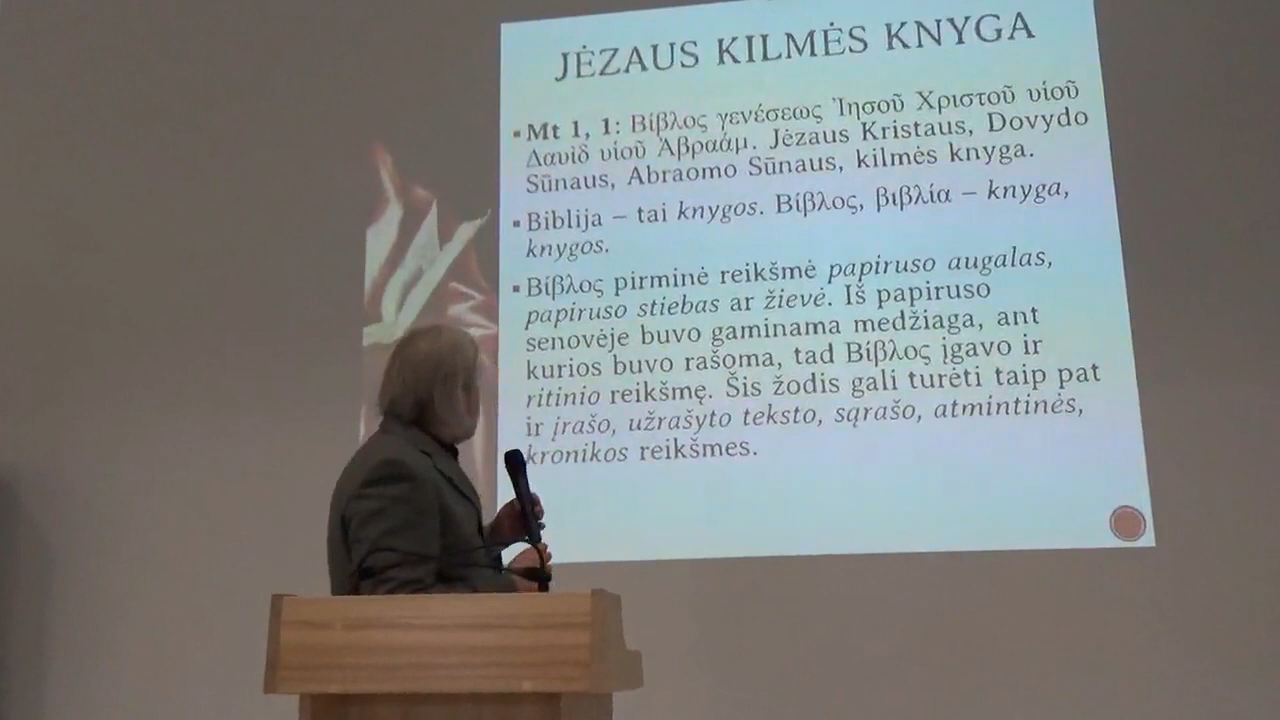 JĖZAUS KILMĖS KNYGA
▪ Mt 1, 1: Βίβλος γενέσεως Ἰησοῦ Χριστοῦ υἱοῦ
Δαυὶδ υἱοῦ Ἀβραάμ. Jėzaus Kristaus, Dovydo
Sūnaus, Abraomo Sūnaus, kilmės knyga.
▪ Biblija – tai knygos. Βίβλος, βιβλία – knyga,
knygos.
▪ Βίβλος pirminė reikšmė papiruso augalas,
papiruso stiebas ar žievė. Iš papiruso
senovėje buvo gaminama medžiaga, ant
kurios buvo rašoma, tad Βίβλος įgavo ir
ritinio reikšmę. Šis žodis gali turėti taip pat
ir įrašo, užrašyto teksto, sąrašo, atmintinės,
kronikos reikšmes.